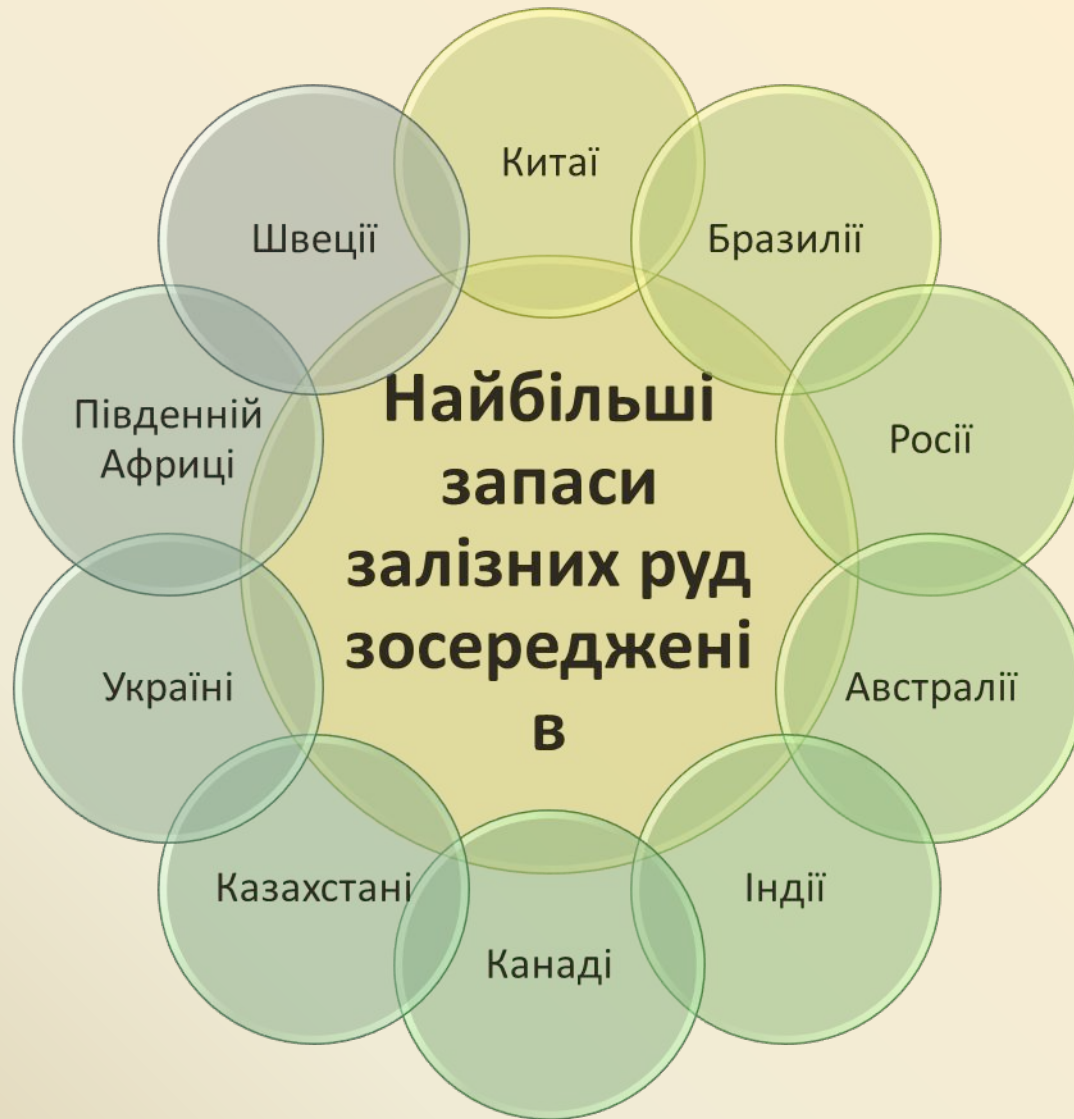 Найбільші
запаси
залізних руд
зосереджені
в
Китаї
Бразилії
Росії
Австралії
Індії
Канаді
Казахстані
Україні
Південній
Африці
Швеції